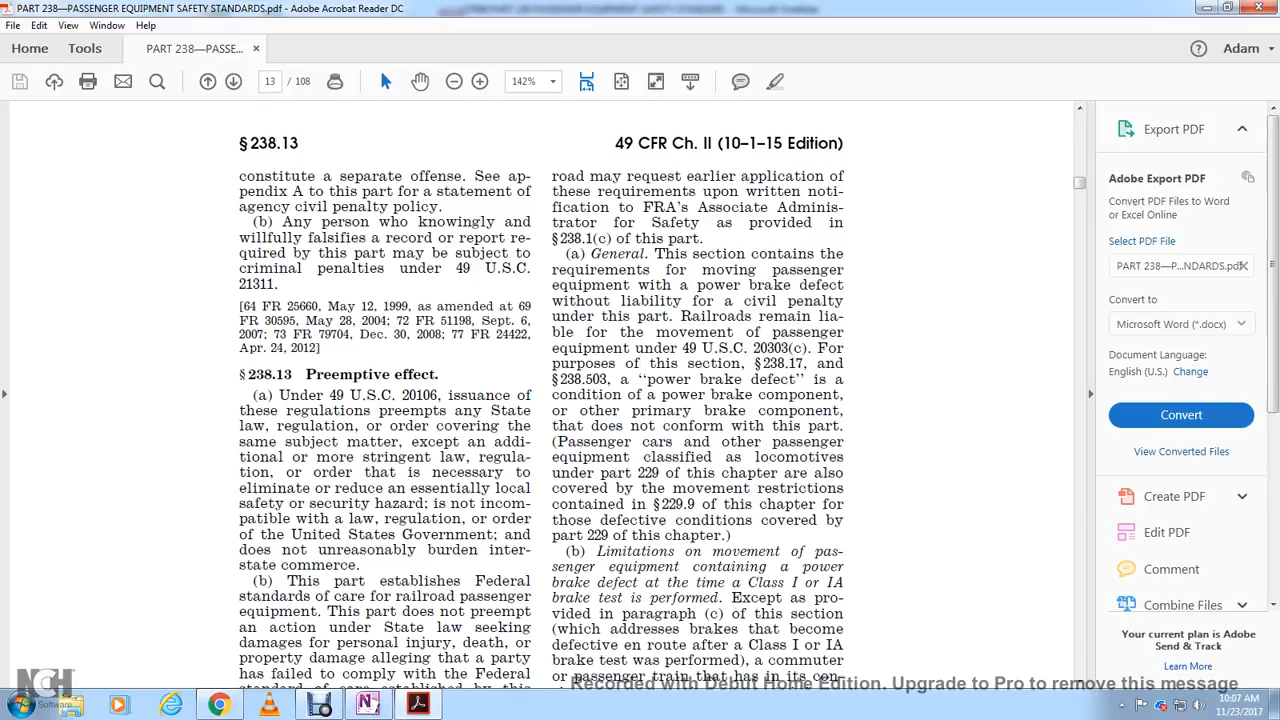 PART 238—PASSENGER EQUIPMENT SAFETY STANDARDS.pdf - Adobe Acrobat Reader DC
File Edit View Window Help
Home Tools PART 238—PASSE... × Adam
13 / 108 142%
§ 238.13
49 CFR Ch. II (10–1–15 Edition)
constitute a separate offense. See ap-
pendix A to this part for a statement of
agency civil penalty policy.
(b) Any person who knowingly and
willfully falsifies a record or report re-
quired by this part may be subject to
criminal penalties under 49 U.S.C.
21311.
[64 FR 25660, May 12, 1999, as amended at 69
FR 30595, May 28, 2004; 72 FR 51198, Sept. 6,
2007; 73 FR 79704, Dec. 30, 2008; 77 FR 24422,
Apr. 24, 2012]
§ 238.13 Preemptive effect.
(a) Under 49 U.S.C. 20106, issuance of
these regulations preempts any State
law, regulation, or order covering the
same subject matter, except an addi-
tional or more stringent law, regula-
tion, or order that is necessary to
eliminate or reduce an essentially local
safety or security hazard; is not incom-
patible with a law, regulation, or order
of the United States Government; and
does not unreasonably burden inter-
state commerce.
(b) This part establishes Federal
standards of care for railroad passenger
equipment. This part does not preempt
an action under State law seeking
damages for personal injury, death, or
property damage alleging that a party
has failed to comply with the Federal
road may request earlier application of
these requirements upon written noti-
fication to FRA's Associate Adminis-
trator for Safety as provided in
§238.1(c) of this part.
(a) General. This section contains the
requirements for moving passenger
equipment with a power brake defect
without liability for a civil penalty
under this part. Railroads remain lia-
ble for the movement of passenger
equipment under 49 U.S.C. 20303(c). For
purposes of this section, §238.17, and
§238.503, a ‘‘power brake defect’’ is a
condition of a power brake component,
or other primary brake component,
that does not conform with this part.
(Passenger cars and other passenger
equipment classified as locomotives
under part 229 of this chapter are also
covered by the movement restrictions
contained in §229.9 of this chapter for
those defective conditions covered by
part 229 of this chapter.)
(b) Limitations on movement of pas-
senger equipment containing a power
brake defect at the time a Class I or IA
brake test is performed. Except as pro-
vided in paragraph (c) of this section
(which addresses brakes that become
defective en route after a Class I or IA
brake test was performed), a commuter
or passenger train that has in its con-
Export PDF
Adobe Export PDF
Convert PDF Files to Word
or Excel Online
Select PDF File
PART 238—P...NDARDS.pdf
Convert to
Microsoft Word (*.docx)
Document Language:
English (U.S.) Change
Convert
View Converted Files
Create PDF
Edit PDF
Comment
Combine Files
Your current plan is Adobe
Send & Track
Learn More
Recorded with Debut Home Edition. Upgrade to Pro to remove this message
NCH
Software
10:07 AM
11/23/2017